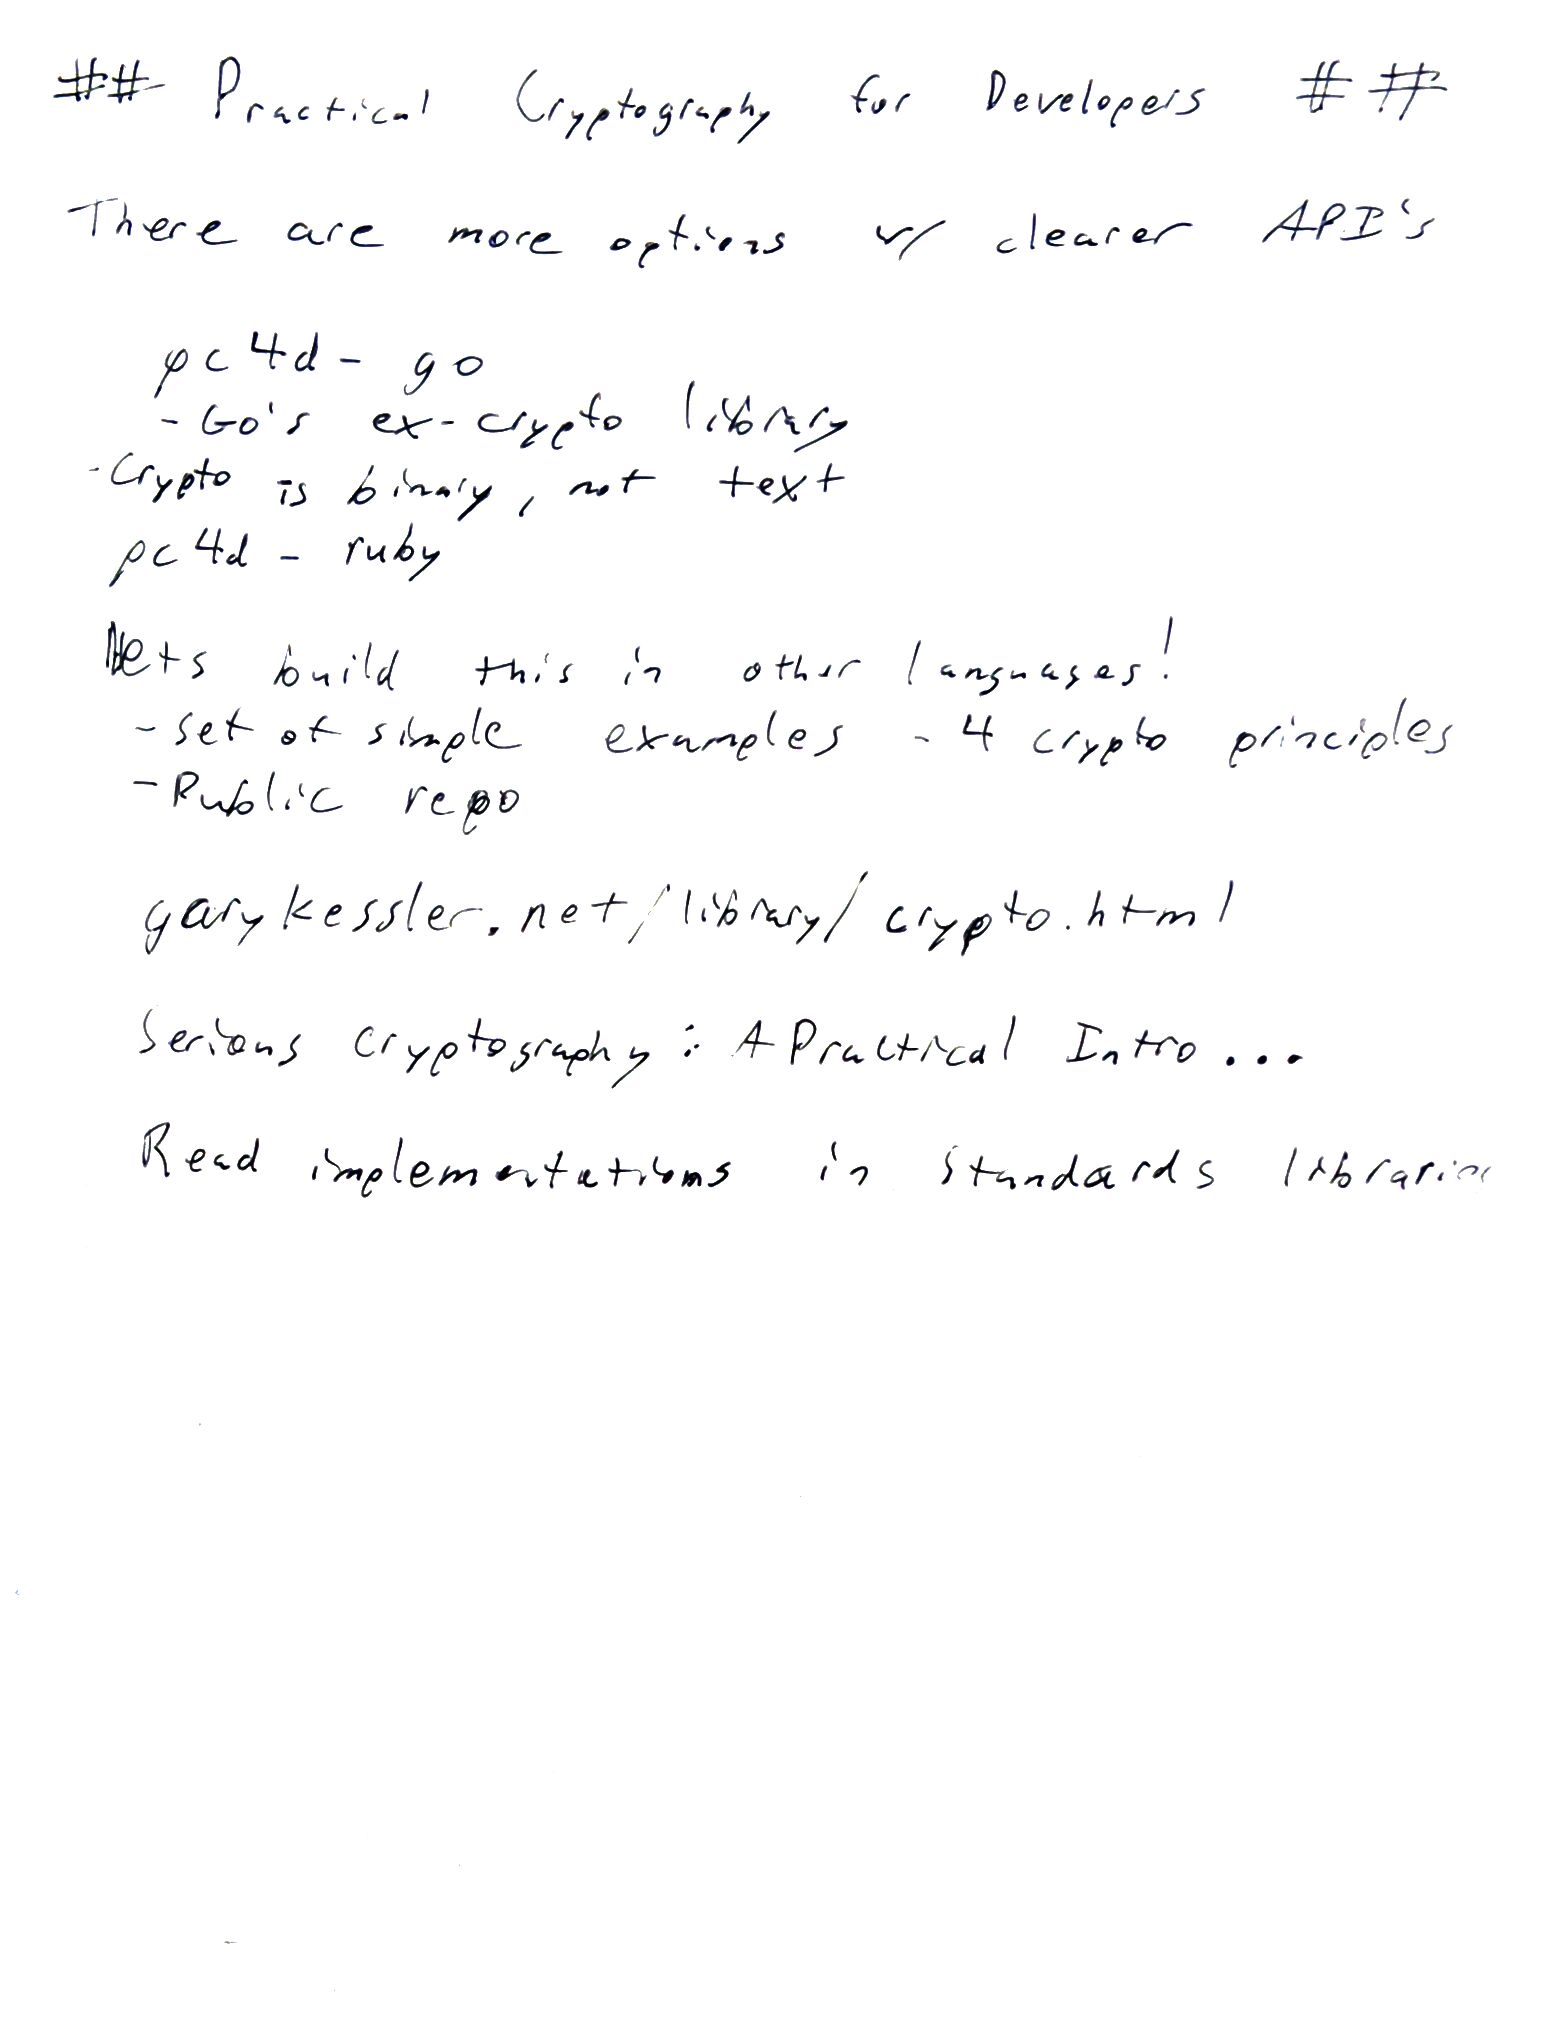 ## Practical Cryptography for Developers ##
There are more options w/ clearer API's
pc4d - go
- Go's ex-crypto library
- Crypto is binary, not text
pc4d - ruby
Lets build this in other languages!
- set of simple examples - 4 crypto principles
- Public repo
garykessler.net/library/crypto.html
Serious Cryptography: A Practical Intro...
Read implementations in standards libraries